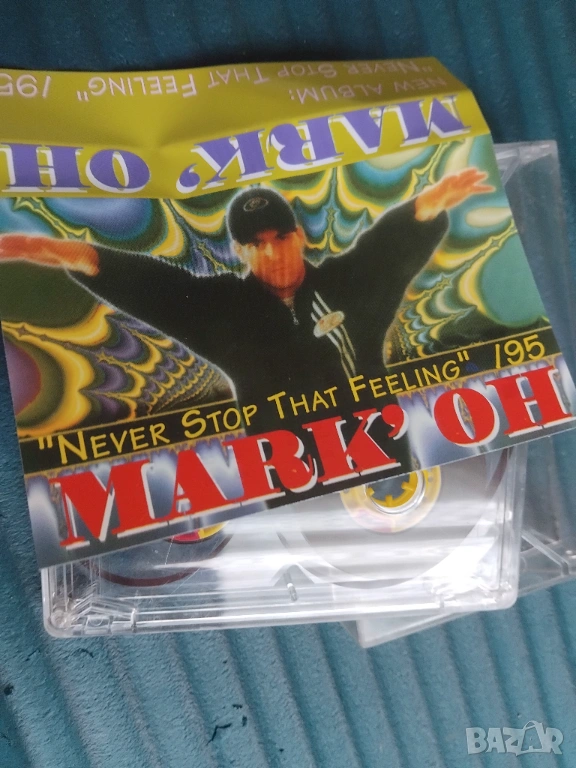 NEW ALBUM:
"NEVER STOP THAT FEELING" /95
MARK' OH
"NEVER STOP THAT FEELING" /95
MARK' OH
BAZAR